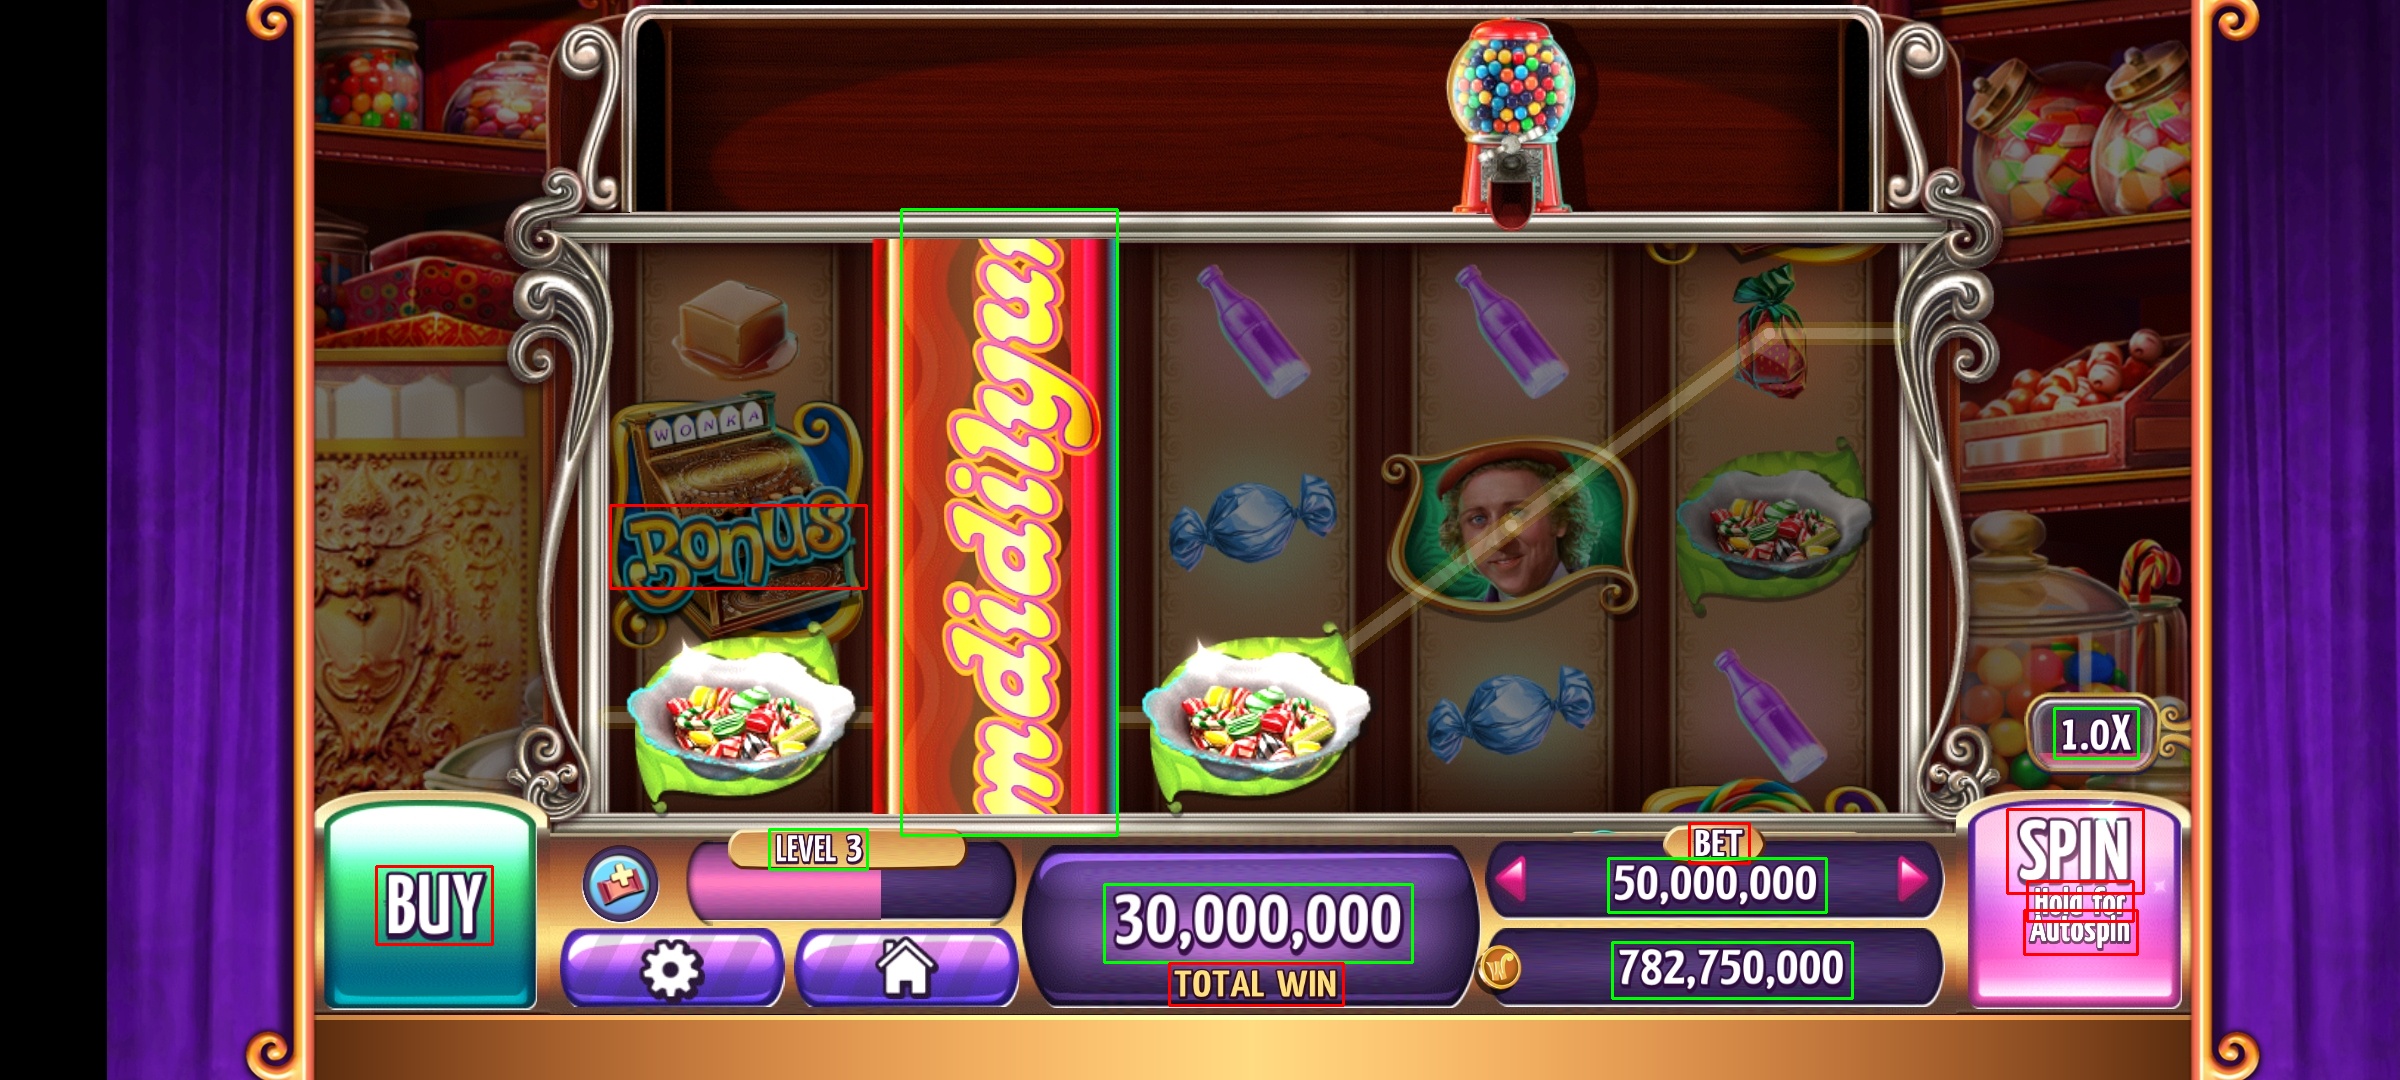 WONKA
Bonus
mdidilyu
1.0X
LEVEL 3
BET
SPIN
BUY
30,000,000
50,000,000
Hold for
Autospin
TOTAL WIN
782,750,000